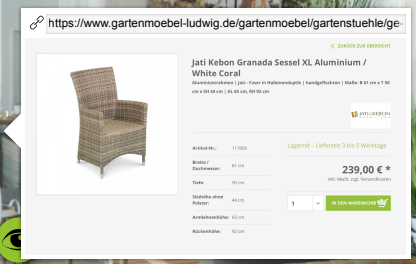 https://www.gartenmoebel-ludwig.de/gartenmoebel/gartenstuehle/ge-
ZURÜCK ZUR ÜBERSICHT
Jati Kebon Granada Sessel XL Aluminium /
White Coral
Aluminiumrahmen | Jati - Faser in Halbmondoptik | handgeflochten | Maße: B 61 cm x T 50
cm x SH 44 cm | AL 65 cm, RH 92 cm
JATI & KEBON
Artikel-Nr.: 117605
Lagernd – Lieferzeit 3 bis 5 Werktage
Breite /
Durchmesser: 61 cm
239,00 € *
inkl. MwSt. zzgl. Versandkosten
Tiefe: 50 cm
Sitzhöhe ohne
Polster: 44 cm
1
IN DEN WARENKORB
Armlehnenhöhe: 65 cm
Rückenhöhe: 92 cm